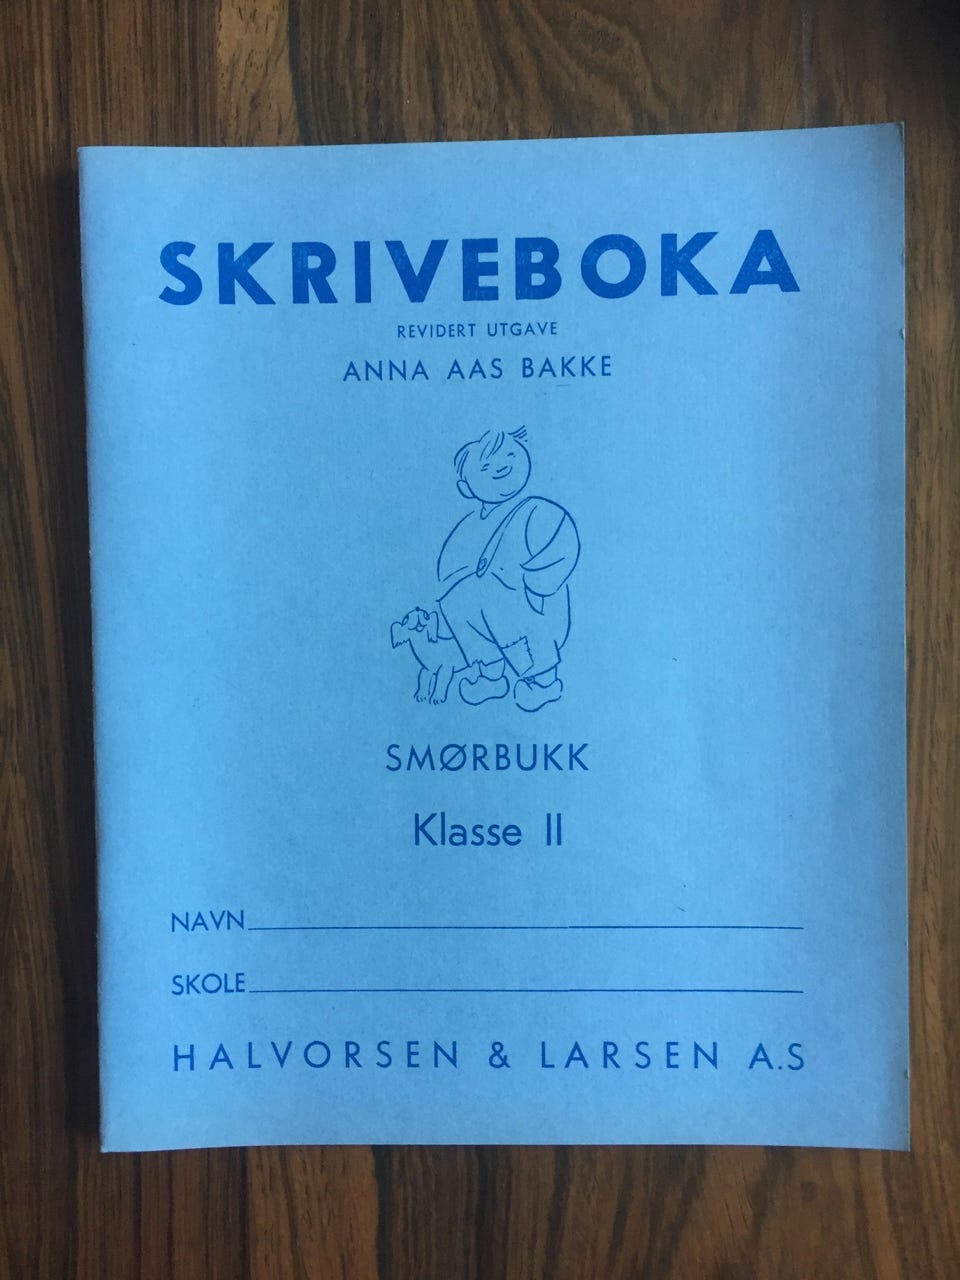 SKRIVEBOKA
REVIDERT UTGAVE
ANNA AAS BAKKE
SMØRBUKK
Klasse II
NAVN
SKOLE
HALVORSEN & LARSEN A.S